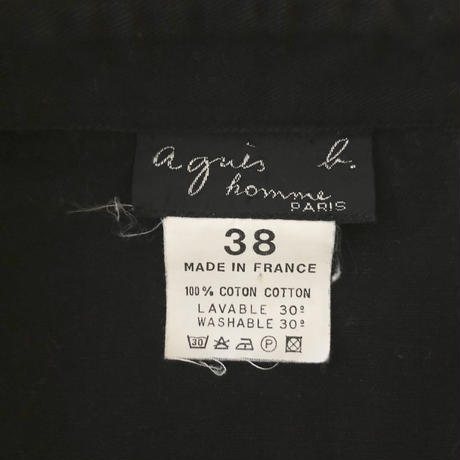 agnès b.
homme
PARIS
38
MADE IN FRANCE
100% COTON COTTON
LAVABLE 30º
WASHABLE 30º
30 P